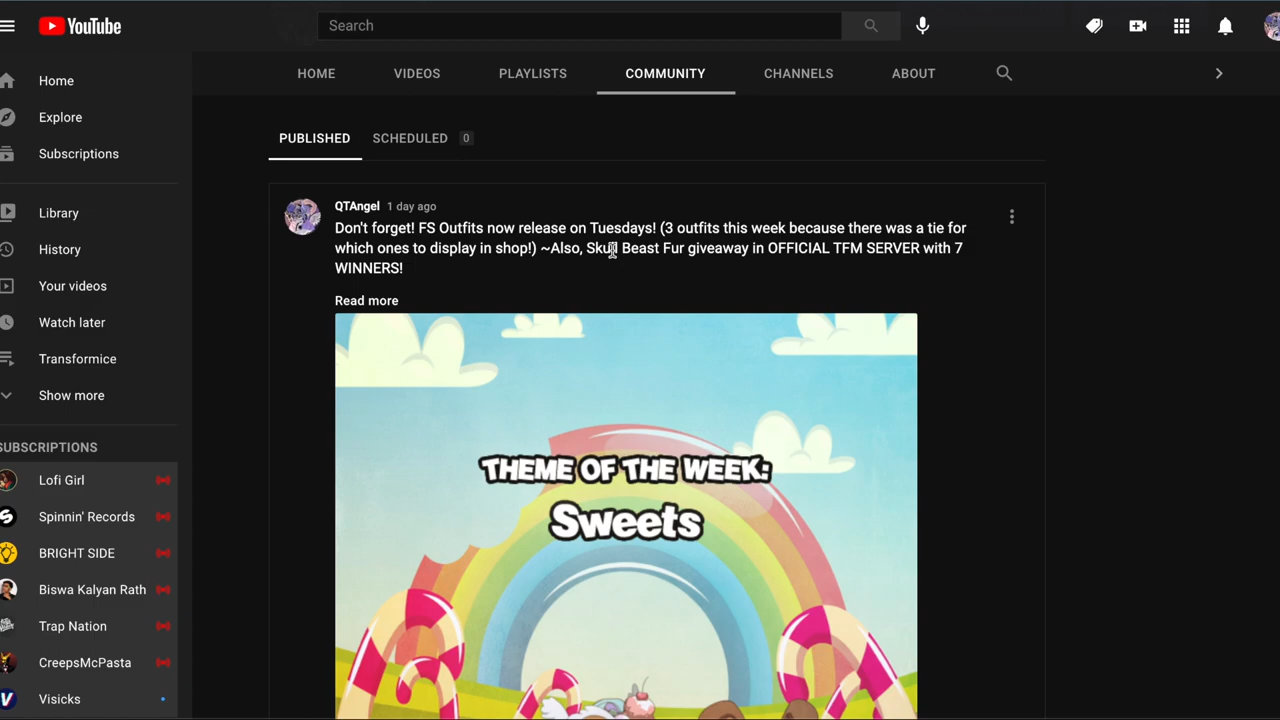 YouTube
Search
HOME VIDEOS PLAYLISTS COMMUNITY CHANNELS ABOUT
Home
Explore
Subscriptions
Library
History
Your videos
Watch later
Transformice
Show more
SUBSCRIPTIONS
Lofi Girl
Spinnin' Records
BRIGHT SIDE
Biswa Kalyan Rath
Trap Nation
CreepsMcPasta
Visicks
PUBLISHED SCHEDULED 0
QTAngel 1 day ago
Don't forget! FS Outfits now release on Tuesdays! (3 outfits this week because there was a tie for
which ones to display in shop!) ~Also, Skull Beast Fur giveaway in OFFICIAL TFM SERVER with 7
WINNERS!
Read more
THEME OF THE WEEK:
Sweets